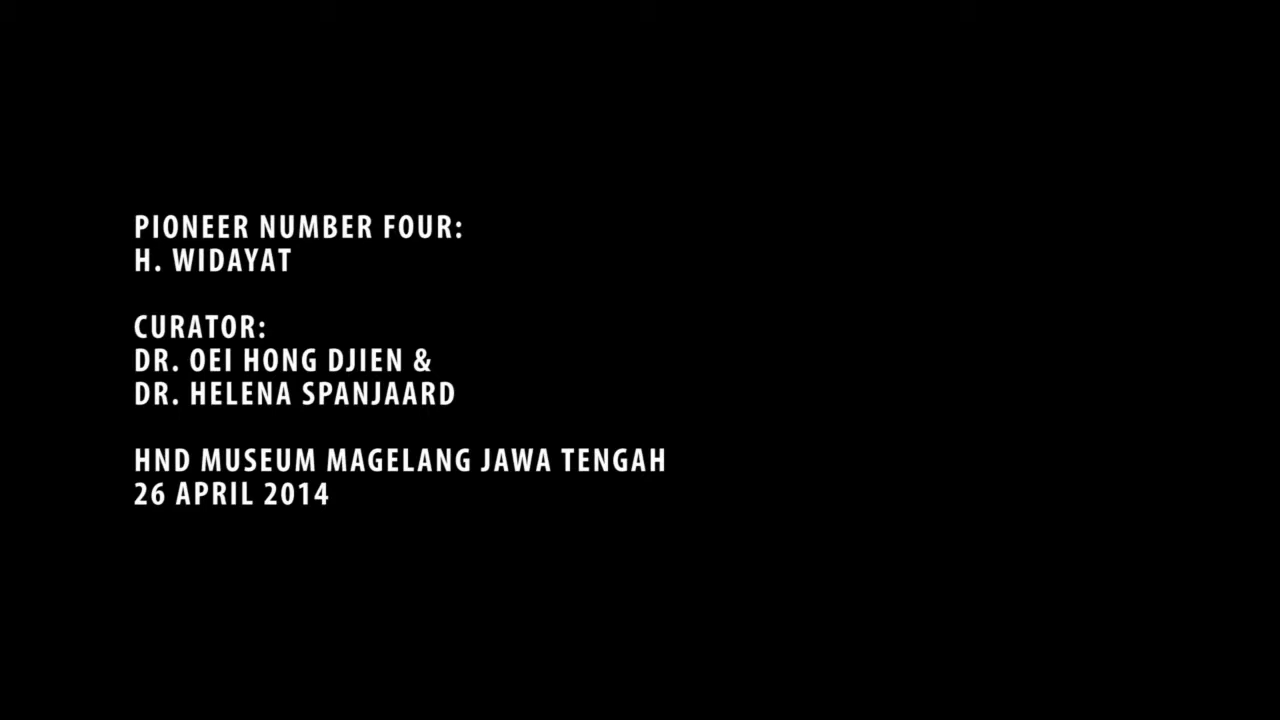 PIONEER NUMBER FOUR:
H. WIDAYAT
CURATOR:
DR. OEI HONG DJIEN &
DR. HELENA SPANJAARD
HND MUSEUM MAGELANG JAWA TENGAH
26 APRIL 2014